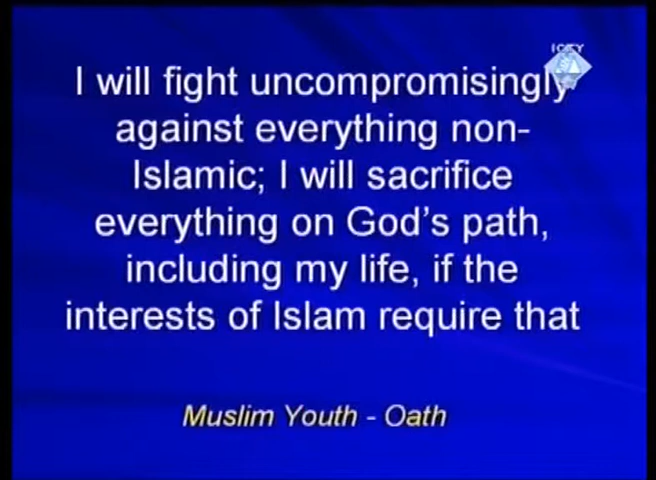 ICTY
I will fight uncompromisingly
against everything non-
Islamic; I will sacrifice
everything on God's path,
including my life, if the
interests of Islam require that
Muslim Youth - Oath